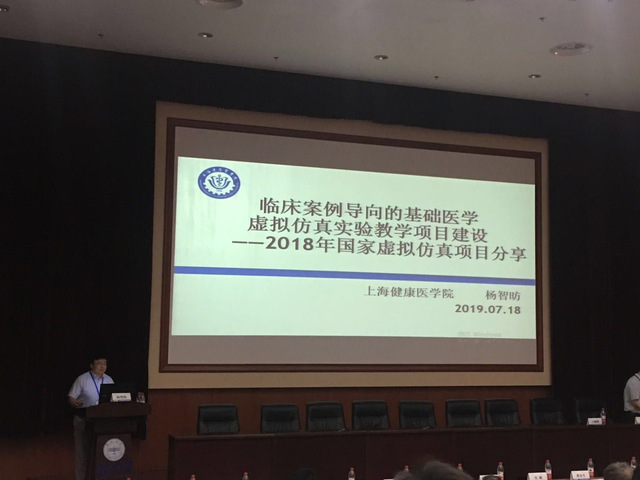 临床案例导向的基础医学
虚拟仿真实验教学项目建设
——2018年国家虚拟仿真项目分享
上海健康医学院 杨智昉
2019.07.18